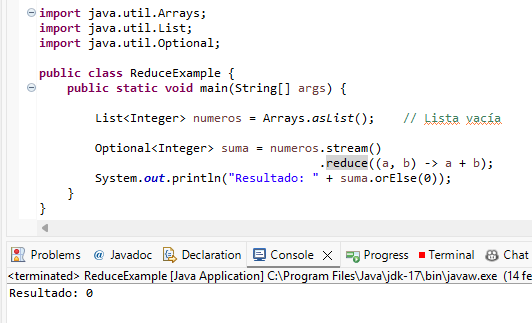 import java.util.Arrays;
import java.util.List;
import java.util.Optional;
public class ReduceExample {
public static void main(String[] args) {
List<Integer> numeros = Arrays.asList();    // Lista vacía
Optional<Integer> suma = numeros.stream()
.reduce((a, b) -> a + b);
System.out.println("Resultado: " + suma.orElse(0));
}
}
Problems @ Javadoc Declaration Console Progress Terminal Chat
<terminated> ReduceExample [Java Application] C:\Program Files\Java\jdk-17\bin\javaw.exe (14 fe
Resultado: 0